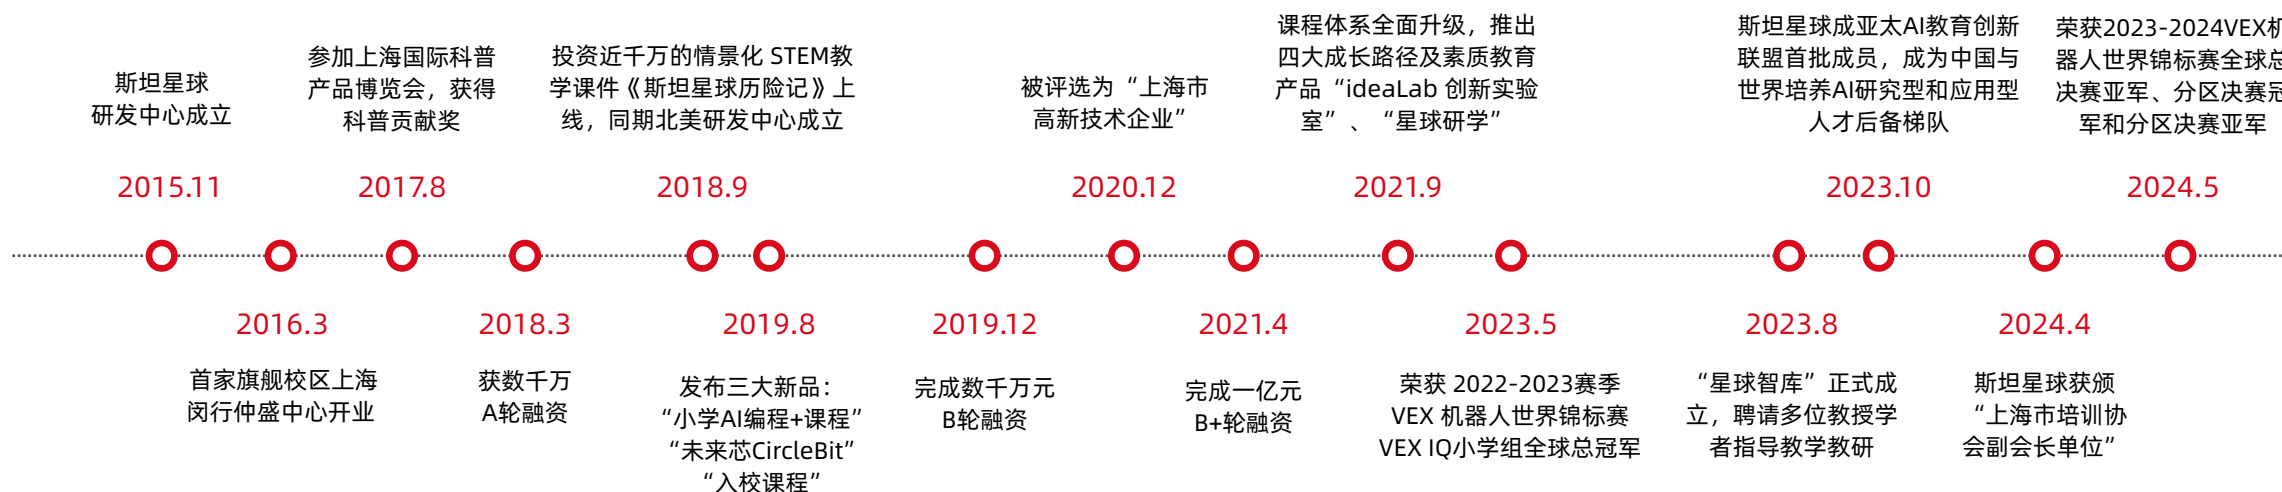 斯坦星球
研发中心成立
2015.11
2016.3
首家旗舰校区上海
闵行仲盛中心开业
参加上海国际科普
产品博览会，获得
科普贡献奖
2017.8
2018.3
获数千万
A轮融资
投资近千万的情景化 STEM教
学课件《斯坦星球历险记》上
线，同期北美研发中心成立
2018.9
2019.8
发布三大新品：
“小学AI编程+课程”
“未来芯CircleBit”
“入校课程”
2019.12
完成数千万元
B轮融资
被评选为“上海市
高新技术企业”
2020.12
2021.4
完成一亿元
B+轮融资
课程体系全面升级，推出
四大成长路径及素质教育
产品“ideaLab 创新实验
室”、“星球研学”
2021.9
2023.5
荣获 2022-2023赛季
VEX 机器人世界锦标赛
VEX IQ小学组全球总冠军
2023.8
“星球智库”正式成
立，聘请多位教授学
者指导教学教研
斯坦星球成亚太AI教育创新
联盟首批成员，成为中国与
世界培养AI研究型和应用型
人才后备梯队
2023.10
2024.4
斯坦星球获颁
“上海市培训协
会副会长单位”
荣获2023-2024VEX机
器人世界锦标赛全球总
决赛亚军、分区决赛冠
军和分区决赛亚军
2024.5